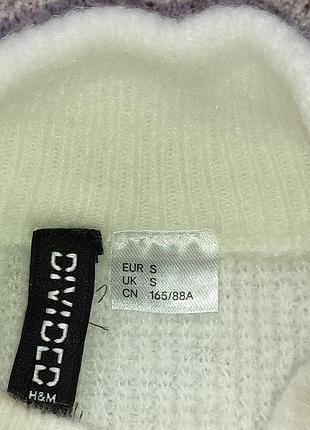 DIVIDED
H&M
EUR S
UK S
CN 165/88A